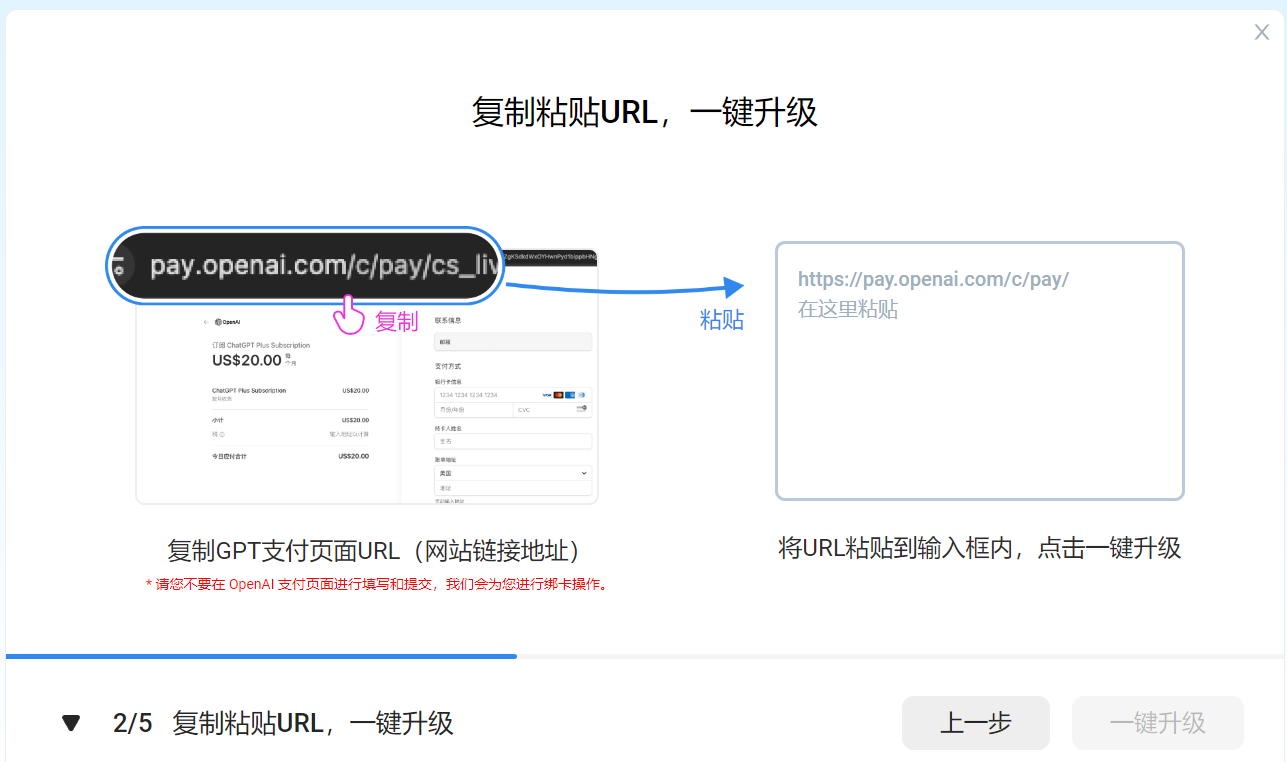 X
复制粘贴URL，一键升级
pay.openai.com/c/pay/cs_liv
复制
粘贴
https://pay.openai.com/c/pay/
在这里粘贴
OpenAI
订阅 ChatGPT Plus Subscription
US$20.00 每个月
ChatGPT Plus Subscription US$20.00
按月收费
小计 US$20.00
税
今日应付合计 US$20.00
联系信息
邮箱
支付方式
银行卡信息
1234 1234 1234 1234 VISA
月份/年份 CVC
持卡人姓名
全名
账单地址
美国
地址
复制GPT支付页面URL（网站链接地址）
* 请您不要在 OpenAI 支付页面进行填写和提交，我们会为您进行绑卡操作。
将URL粘贴到输入框内，点击一键升级
2/5 复制粘贴URL，一键升级
上一步
一键升级